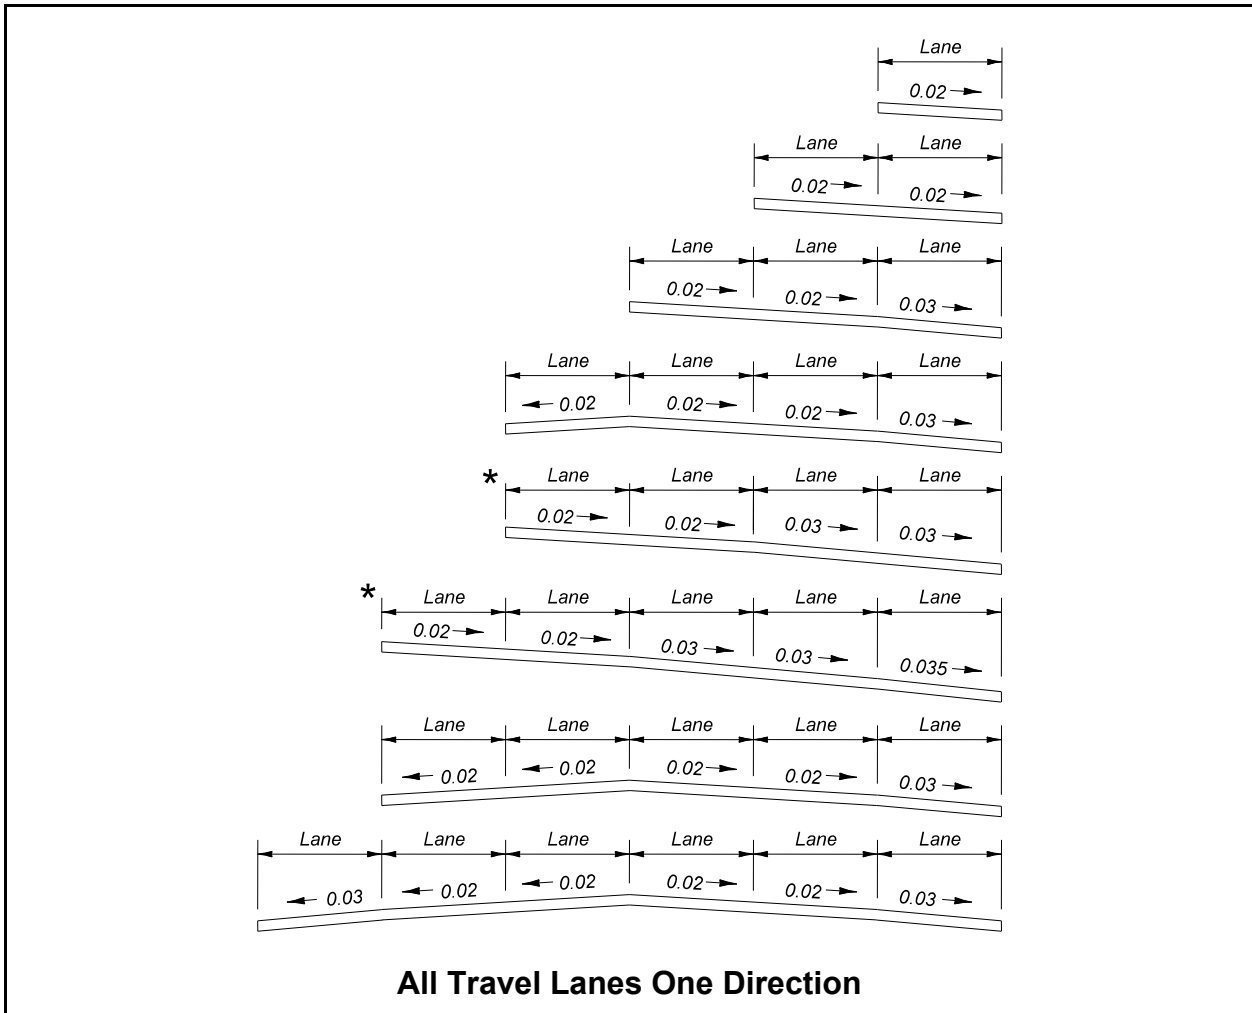 Lane
0.02
Lane Lane
0.02 0.02
Lane Lane Lane
0.02 0.02 0.03
Lane Lane Lane Lane
0.02 0.02 0.02 0.03
* Lane Lane Lane Lane
0.02 0.02 0.03 0.03
* Lane Lane Lane Lane Lane
0.02 0.02 0.03 0.03 0.035
Lane Lane Lane Lane Lane
0.02 0.02 0.02 0.02 0.03
Lane Lane Lane Lane Lane Lane
0.03 0.02 0.02 0.02 0.02 0.03
All Travel Lanes One Direction